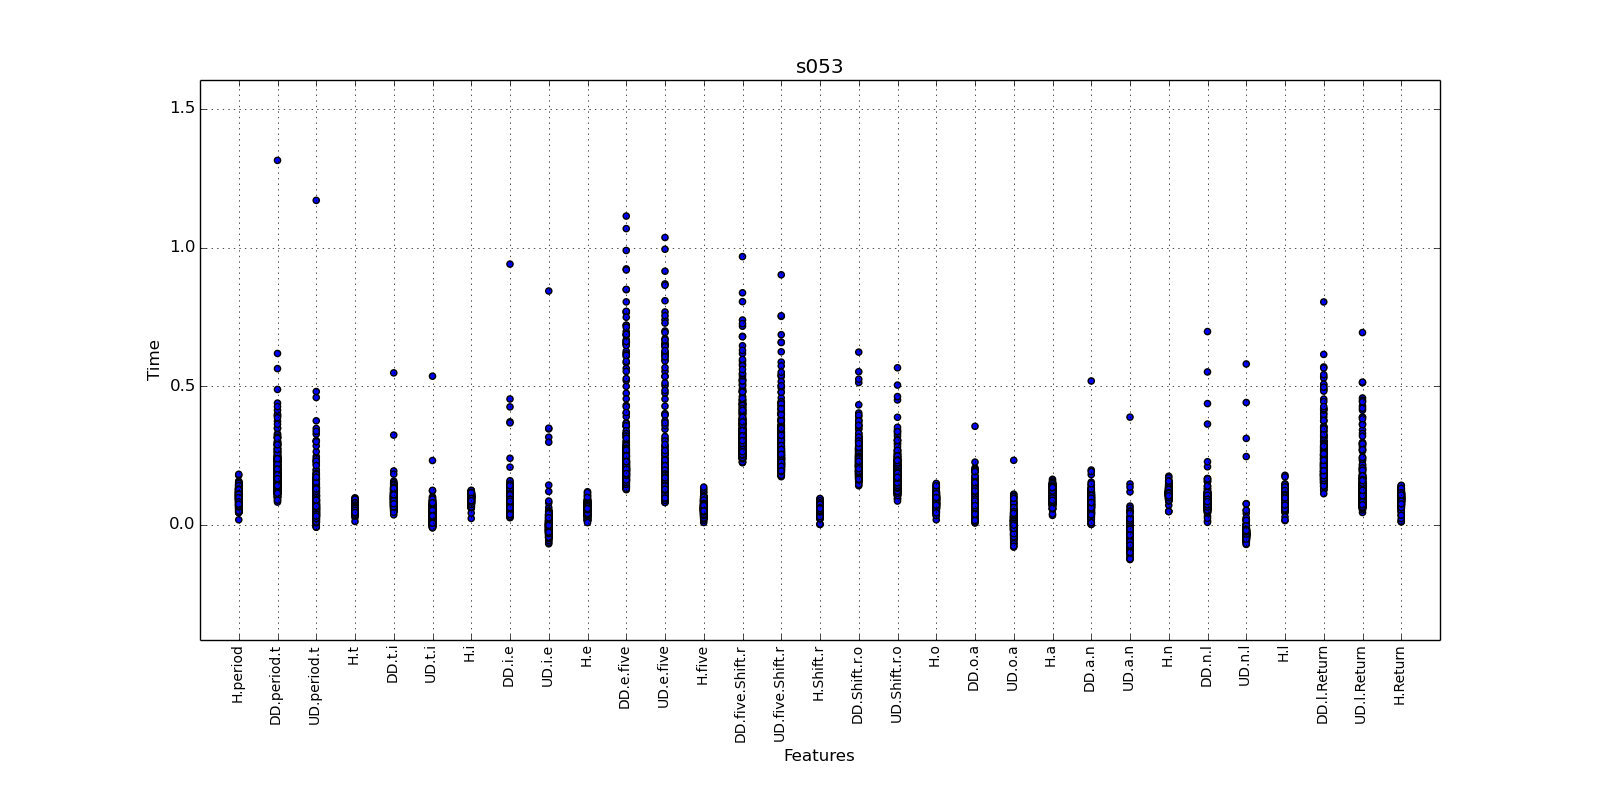 s053
1.5
1.0
0.5
0.0
Time
H.period
DD.period.t
UD.period.t
H.t
DD.t.i
UD.t.i
H.i
DD.i.e
UD.i.e
H.e
DD.e.five
UD.e.five
H.five
DD.five.Shift.r
UD.five.Shift.r
H.Shift.r
DD.Shift.r.o
UD.Shift.r.o
H.o
DD.o.a
UD.o.a
H.a
DD.a.n
UD.a.n
H.n
DD.n.l
UD.n.l
H.l
DD.l.Return
UD.l.Return
H.Return
Features